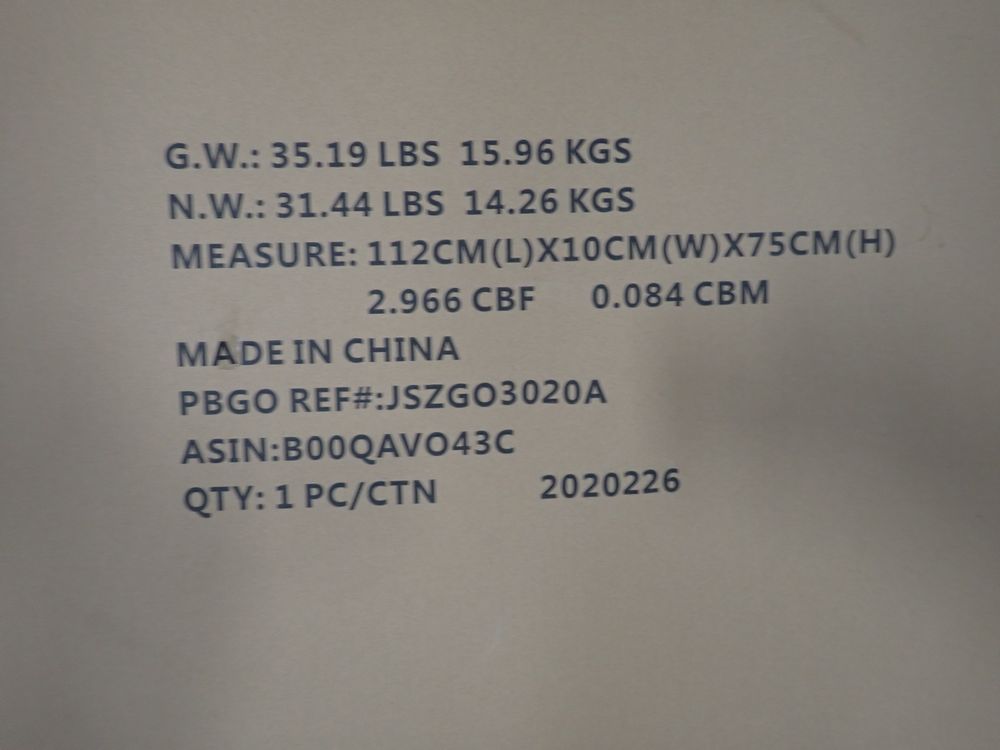 G.W.: 35.19 LBS 15.96 KGS
N.W.: 31.44 LBS 14.26 KGS
MEASURE: 112CM(L)X10CM(W)X75CM(H)
2.966 CBF 0.084 CBM
MADE IN CHINA
PBGO REF#:JSZGO3020A
ASIN:B00QAVO43C
QTY: 1 PC/CTN 2020226